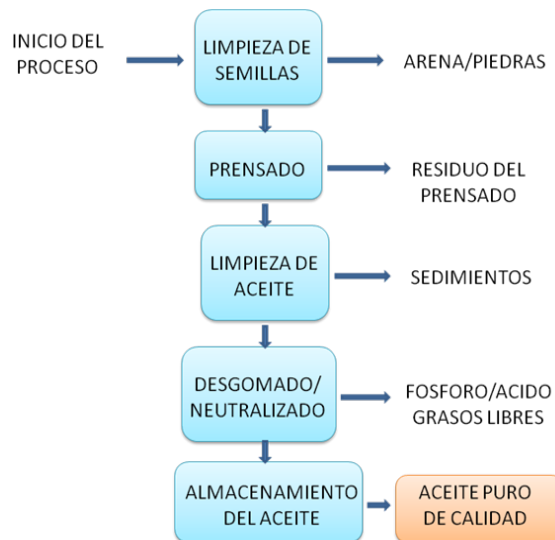 INICIO DEL
PROCESO
LIMPIEZA DE
SEMILLAS
ARENA/PIEDRAS
PRENSADO
RESIDUO DEL
PRENSADO
LIMPIEZA DE
ACEITE
SEDIMIENTOS
DESGOMADO/
NEUTRALIZADO
FOSFORO/ACIDO
GRASOS LIBRES
ALMACENAMIENTO
DEL ACEITE
ACEITE PURO
DE CALIDAD